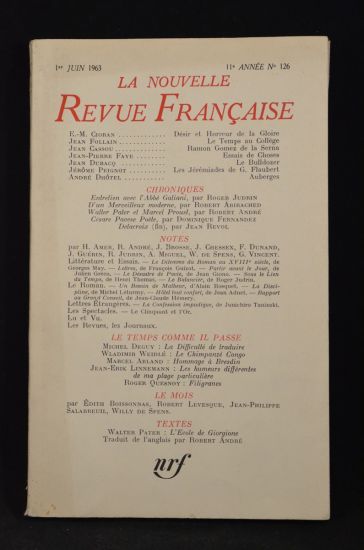 1er JUIN 1963 11e ANNÉE No 126
LA NOUVELLE
REVUE FRANÇAISE
E.-M. CIORAN ............. Désir et Horreur de la Gloire
JEAN FOLLAIN ............. Le Temps au Collège
JEAN CASSOU ............. Ramon Gomez de la Serna
JEAN-PIERRE FAYE ............. Essais de Choses
JEAN DUBACQ ............. Le Bulldozer
JÉRÔME PEIGNOT ............. Les Jérémiades de G. Flaubert
ANDRÉ DHÔTEL ............. Auberges
CHRONIQUES
Entretien avec l'Abbé Galiani, par ROGER JUDRIN
D'un Merveilleux moderne, par ROBERT ABIRACHED
Walter Pater et Marcel Proust, par ROBERT ANDRÉ
Cesare Pavese Poète, par DOMINIQUE FERNANDEZ
Delacroix (fin), par JEAN REVOL
NOTES
par H. AMER, R. ANDRÉ, J. BROSSE, J. GRESSEX, F. DUNAND,
J. GUÉRIN, R. JUDRIN, A. MIGUEL, W. DE SPENS, G. VINCENT.
Littérature et Essais. — Le Dilemme du Roman au XVIIIe siècle, de
Georges May. — Lettres, de François Galtod. — Partir avant le Jour, de
Julien Green. — Le Désastre de Pavie, de Jean Giono. — Sous le Lien
du Temps, de Henri Thomas. — Le Balancier, de Roger Judrin.
Le Roman. — Un Besoin de Malheur, d'Alain Bosquet. — La Disci-
pline, de Michel Léturmy. — Hôtel tout confort, de Jean Aduri. — Rapport
au Grand Conseil, de Jean-Claude Hémery.
Lettres Étrangères. — La Confession impudique, de Junichiro Tanizaki.
Les Spectacles. — Le Clinquant et l'Or.
Lu et Vu.
Les Revues, les Journaux.
LE TEMPS COMME IL PASSE
MICHEL DEGUY : La Difficulté de traduire
WLADIMIR WEIDLÉ : Le Chimpanzé Congo
MARCEL ARLAND : Hommage à Bresdin
JEAN-ERIK LINNEMANN : Les humeurs différentes
de ma plage particulière
ROGER QUESNOY : Filigranes
LE MOIS
par ÉDITH BOISSONNAS, ROBERT LEVESQUE, JEAN-PHILIPPE
SALABREUIL, WILLY DE SPENS.
TEXTES
WALTER PATER : L'École de Giorgione
Traduit de l'anglais par ROBERT ANDRÉ
nrf